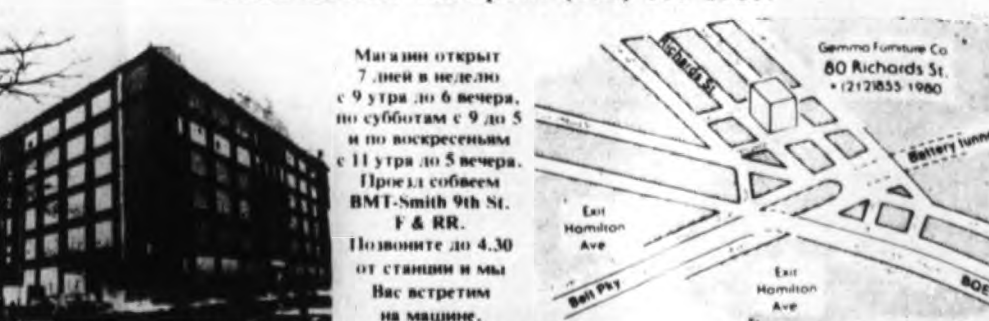 Магазин открыт
7 дней в неделю
с 9 утра до 6 вечера,
по субботам с 9 до 5
и по воскресеньям
с 11 утра до 5 вечера.
Проезд собвеем
BMT-Smith 9th St.
F & RR.
Позвоните до 4.30
от станции и мы
Вас встретим
на машине.
Richards St.
Gemma Furniture Co.
80 Richards St.
(212)855-1980
Battery tunnel
Exit
Hamilton
Ave
Belt Pky
Exit
Hamilton
Ave
BQE